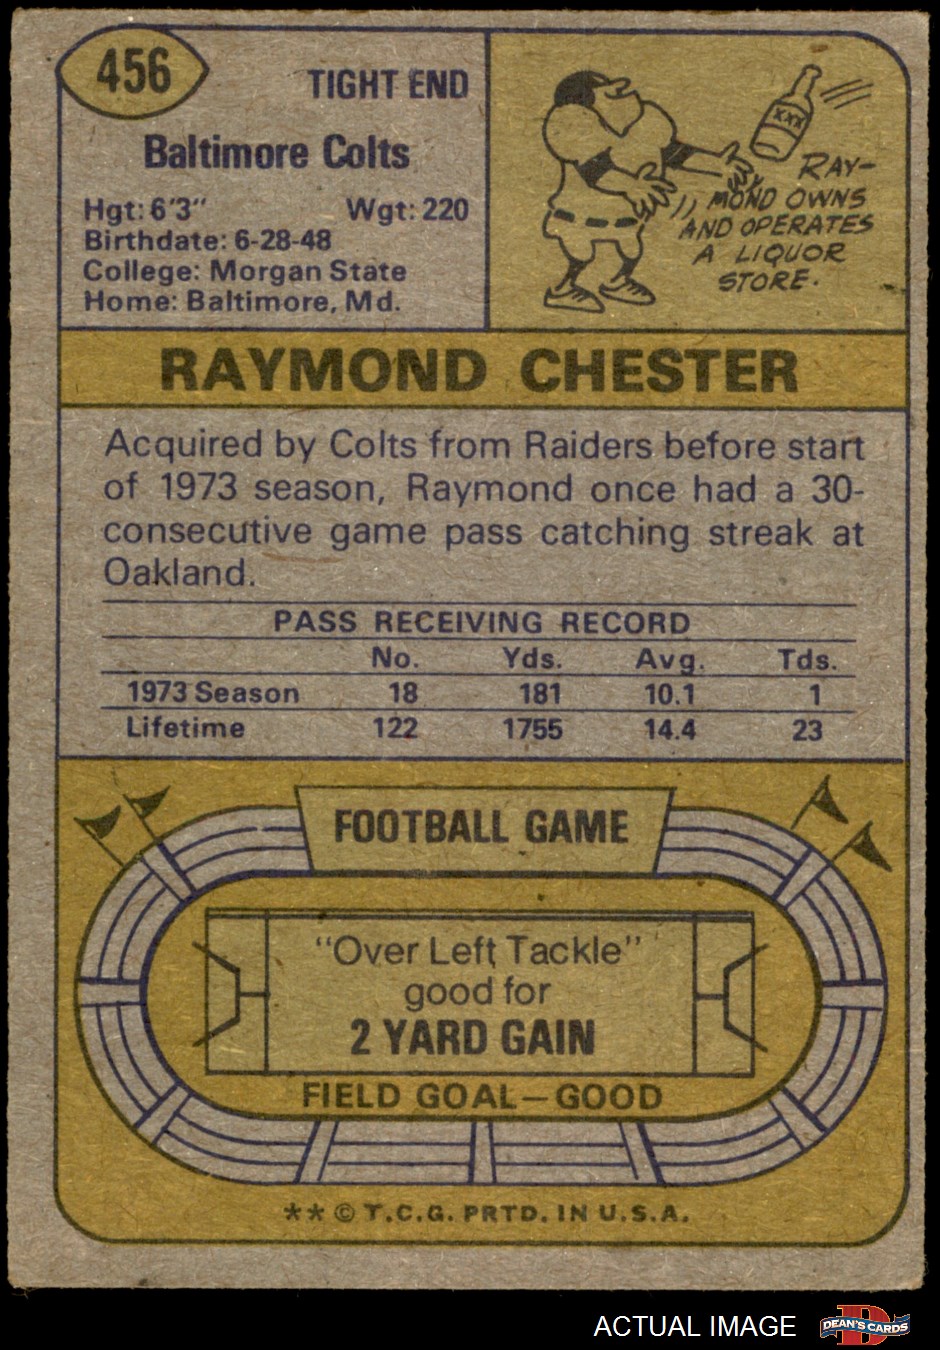 456
TIGHT END
Baltimore Colts
Hgt: 6'3" Wgt: 220
Birthdate: 6-28-48
College: Morgan State
Home: Baltimore, Md.
XXX
RAY-
MOND OWNS
AND OPERATES
A LIQUOR
STORE.
RAYMOND CHESTER
Acquired by Colts from Raiders before start
of 1973 season, Raymond once had a 30-
consecutive game pass catching streak at
Oakland.
PASS RECEIVING RECORD
No. Yds. Avg. Tds.
1973 Season 18 181 10.1 1
Lifetime 122 1755 14.4 23
FOOTBALL GAME
"Over Left Tackle"
good for
2 YARD GAIN
FIELD GOAL—GOOD
** © T.C.G. PRTD. IN U.S.A.
ACTUAL IMAGE
D
DEAN'S CARDS